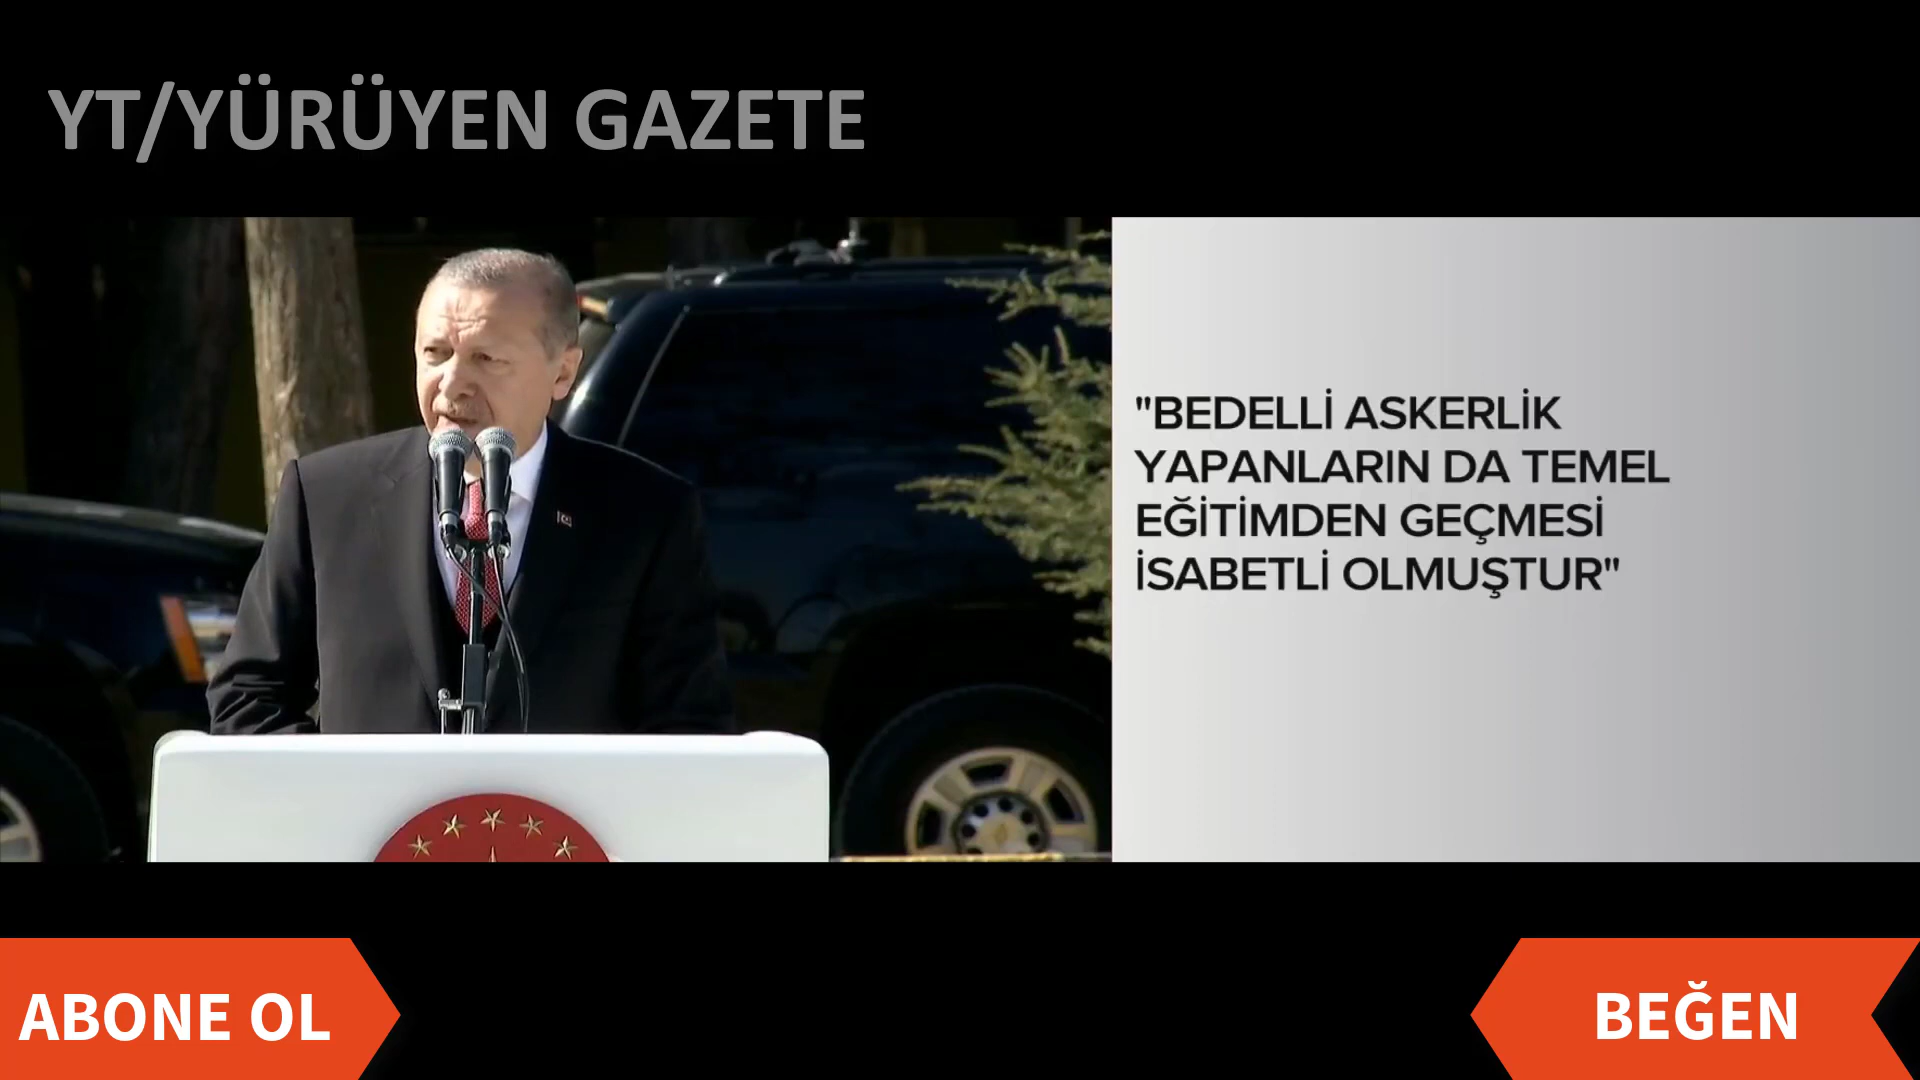 YT/YÜRÜYEN GAZETE
"BEDELLİ ASKERLİK
YAPANLARIN DA TEMEL
EĞİTİMDEN GEÇMESİ
İSABETLİ OLMUŞTUR"
ABONE OL
BEĞEN